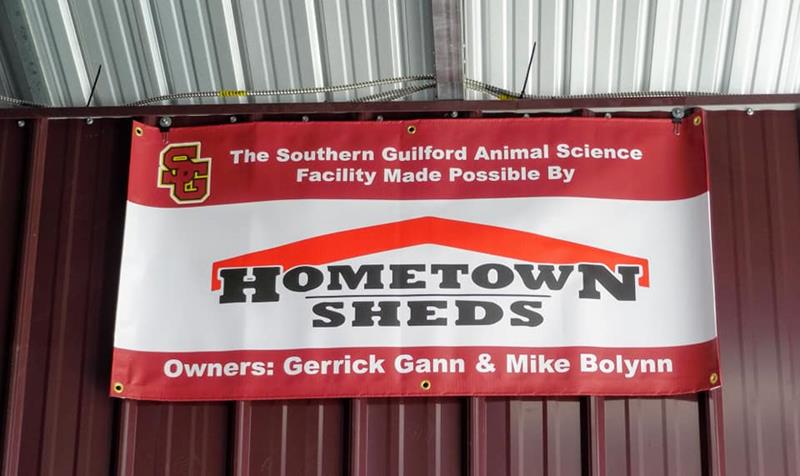 SG
The Southern Guilford Animal Science
Facility Made Possible By
HOMETOWN
SHEDS
Owners: Gerrick Gann & Mike Bolynn